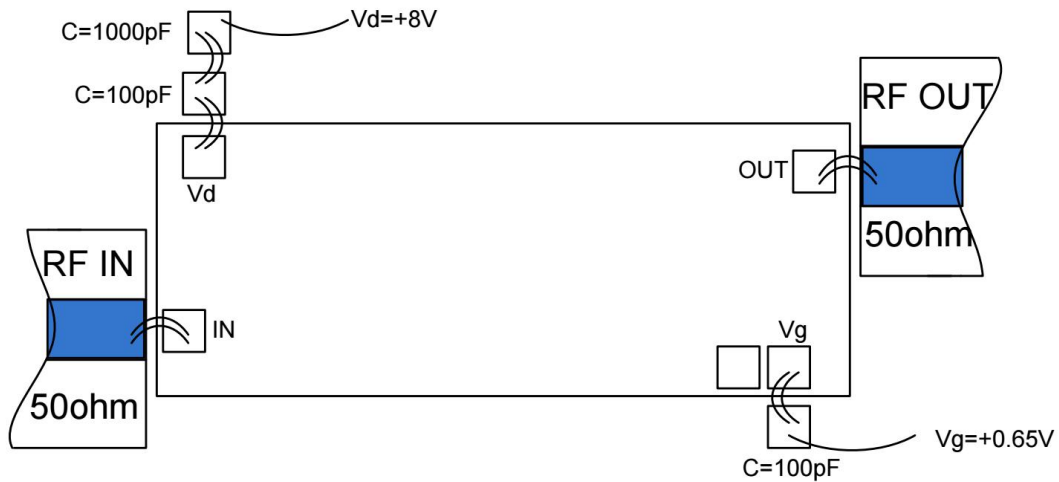 C=1000pF
Vd=+8V
C=100pF
Vd
RF OUT
OUT
50ohm
RF IN
IN
50ohm
Vg
Vg=+0.65V
C=100pF